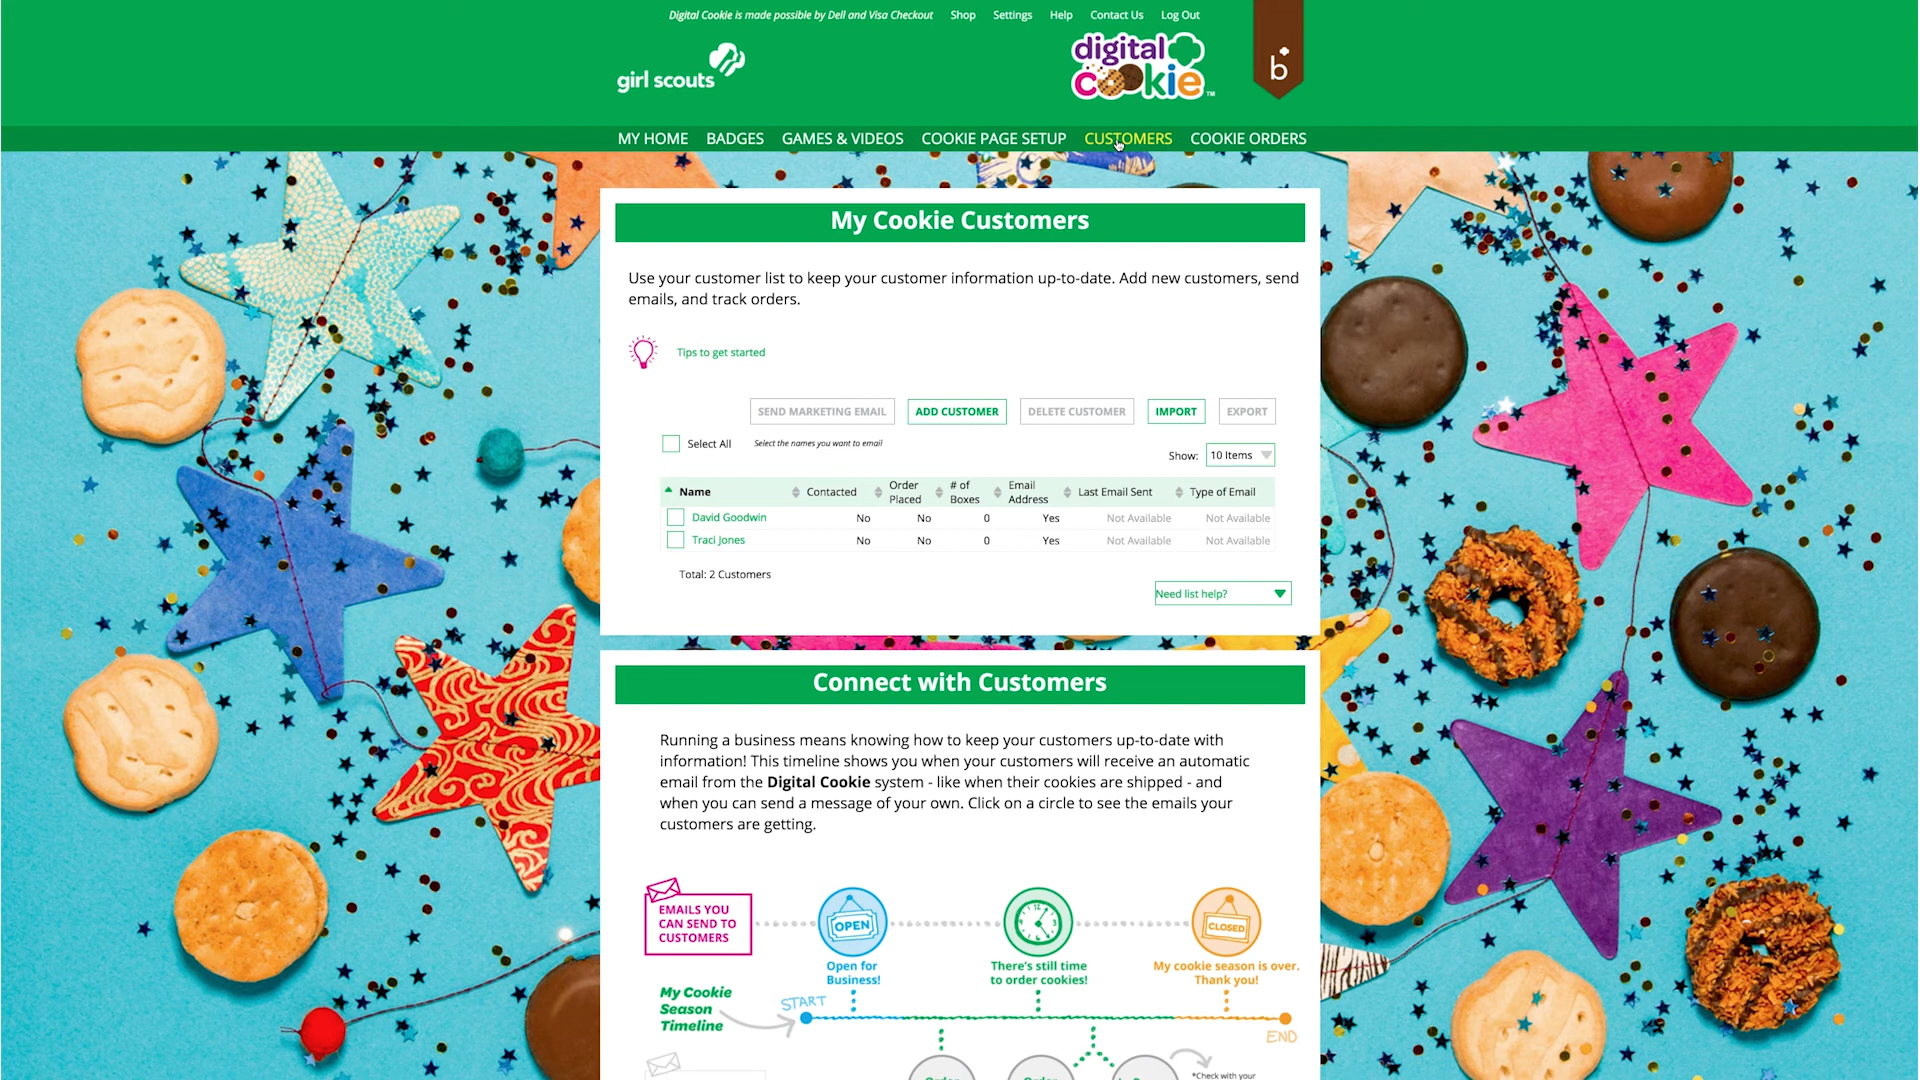 Digital Cookie is made possible by Dell and Visa Checkout Shop Settings Help Contact Us Log Out
girl scouts
digital
cookie™
b
MY HOME BADGES GAMES & VIDEOS COOKIE PAGE SETUP CUSTOMERS COOKIE ORDERS
My Cookie Customers
Use your customer list to keep your customer information up-to-date. Add new customers, send
emails, and track orders.
Tips to get started
SEND MARKETING EMAIL ADD CUSTOMER DELETE CUSTOMER IMPORT EXPORT
Select All Select the names you want to email
Show: 10 Items
Name Contacted Order Placed # of Boxes Email Address Last Email Sent Type of Email
David Goodwin No No 0 Yes Not Available Not Available
Traci Jones No No 0 Yes Not Available Not Available
Total: 2 Customers
Need list help?
Connect with Customers
Running a business means knowing how to keep your customers up-to-date with
information! This timeline shows you when your customers will receive an automatic
email from the Digital Cookie system - like when their cookies are shipped - and
when you can send a message of your own. Click on a circle to see the emails your
customers are getting.
EMAILS YOU
CAN SEND TO
CUSTOMERS
OPEN
CLOSED
Open for
Business!
There's still time
to order cookies!
My cookie season is over.
Thank you!
My Cookie
Season
Timeline
START
END
*Check with your